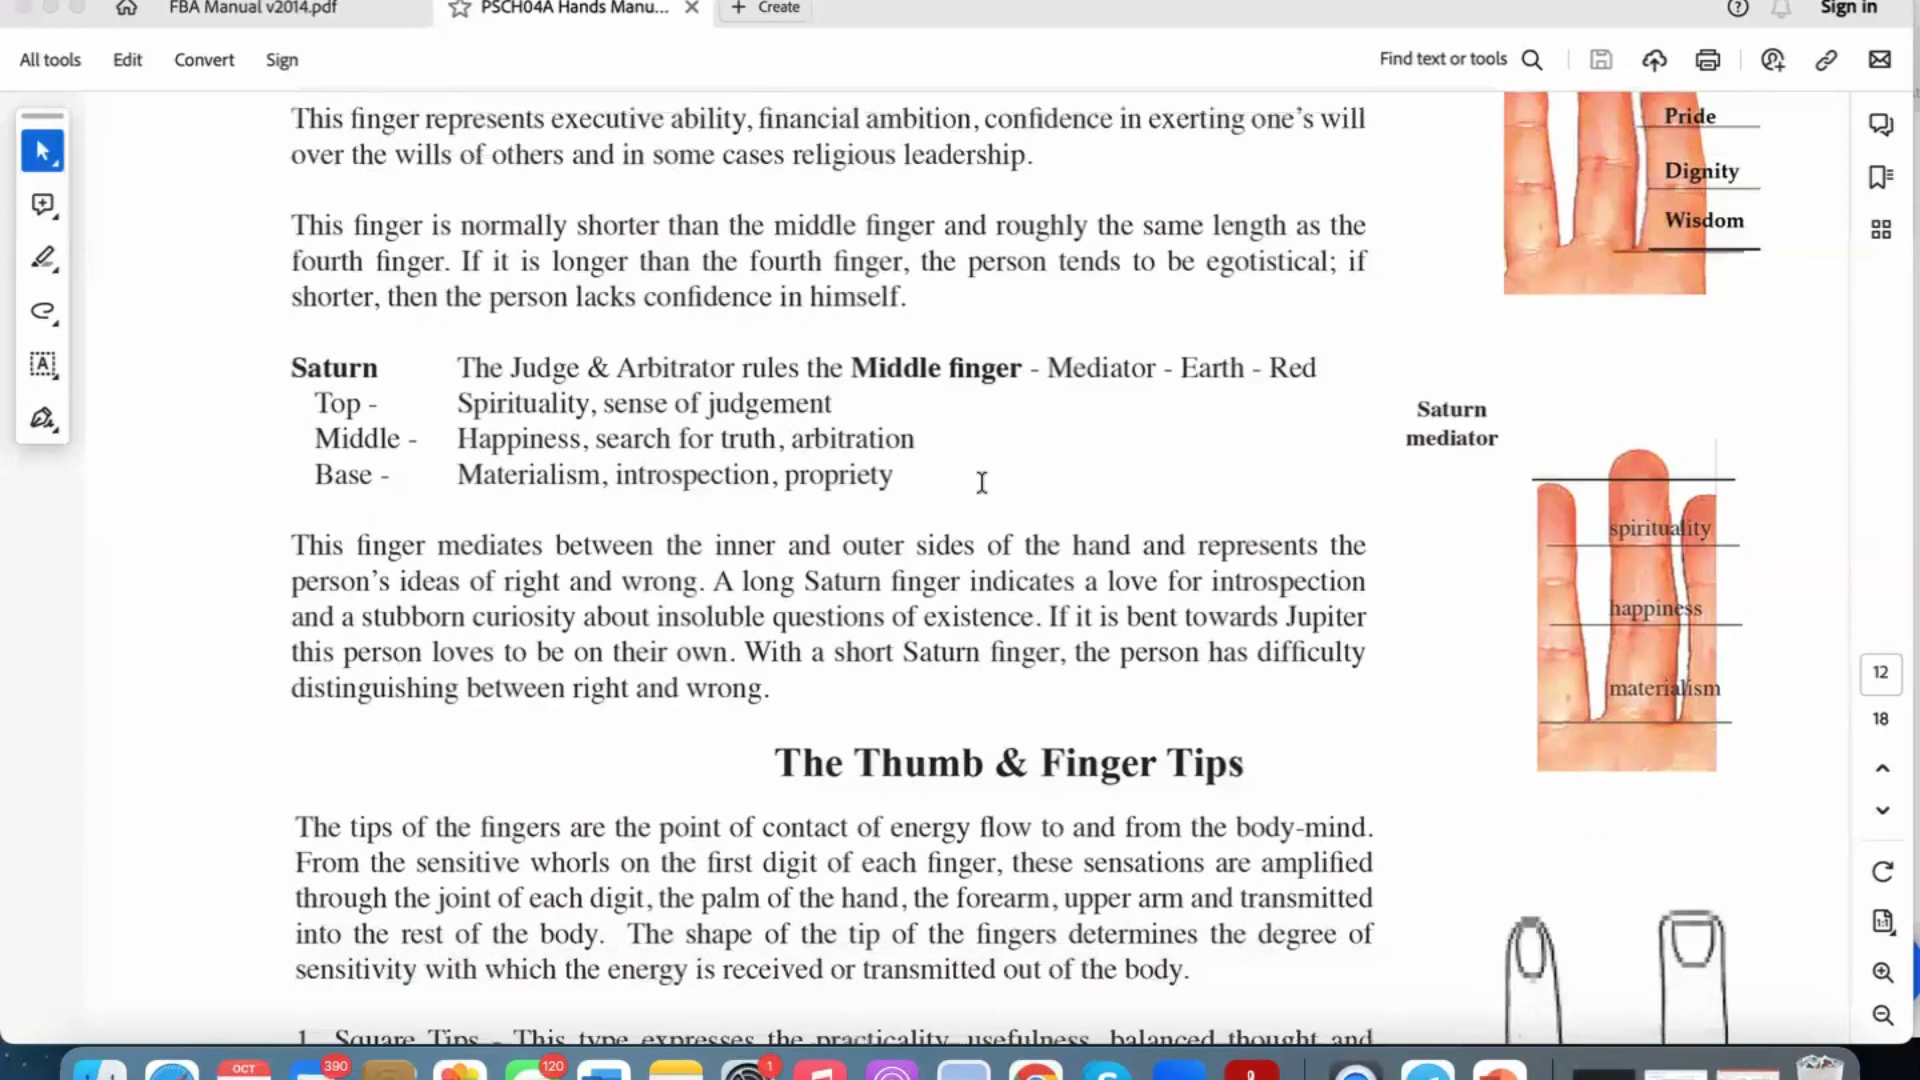 FBA Manual v2014.pdf
PSCH04A Hands Manu...
Create
Sign in
All tools
Edit
Convert
Sign
Find text or tools
This finger represents executive ability, financial ambition, confidence in exerting one's will
over the wills of others and in some cases religious leadership.
Pride
Dignity
Wisdom
This finger is normally shorter than the middle finger and roughly the same length as the
fourth finger. If it is longer than the fourth finger, the person tends to be egotistical; if
shorter, then the person lacks confidence in himself.
Saturn The Judge & Arbitrator rules the Middle finger - Mediator - Earth - Red
Top - Spirituality, sense of judgement
Middle - Happiness, search for truth, arbitration
Base - Materialism, introspection, propriety
Saturn
mediator
spirituality
happiness
materialism
This finger mediates between the inner and outer sides of the hand and represents the
person's ideas of right and wrong. A long Saturn finger indicates a love for introspection
and a stubborn curiosity about insoluble questions of existence. If it is bent towards Jupiter
this person loves to be on their own. With a short Saturn finger, the person has difficulty
distinguishing between right and wrong.
12
18
The Thumb & Finger Tips
The tips of the fingers are the point of contact of energy flow to and from the body-mind.
From the sensitive whorls on the first digit of each finger, these sensations are amplified
through the joint of each digit, the palm of the hand, the forearm, upper arm and transmitted
into the rest of the body. The shape of the tip of the fingers determines the degree of
sensitivity with which the energy is received or transmitted out of the body.
1. Square Tips - This type expresses the practicality, usefulness, balanced thought and
OCT
390
120
1